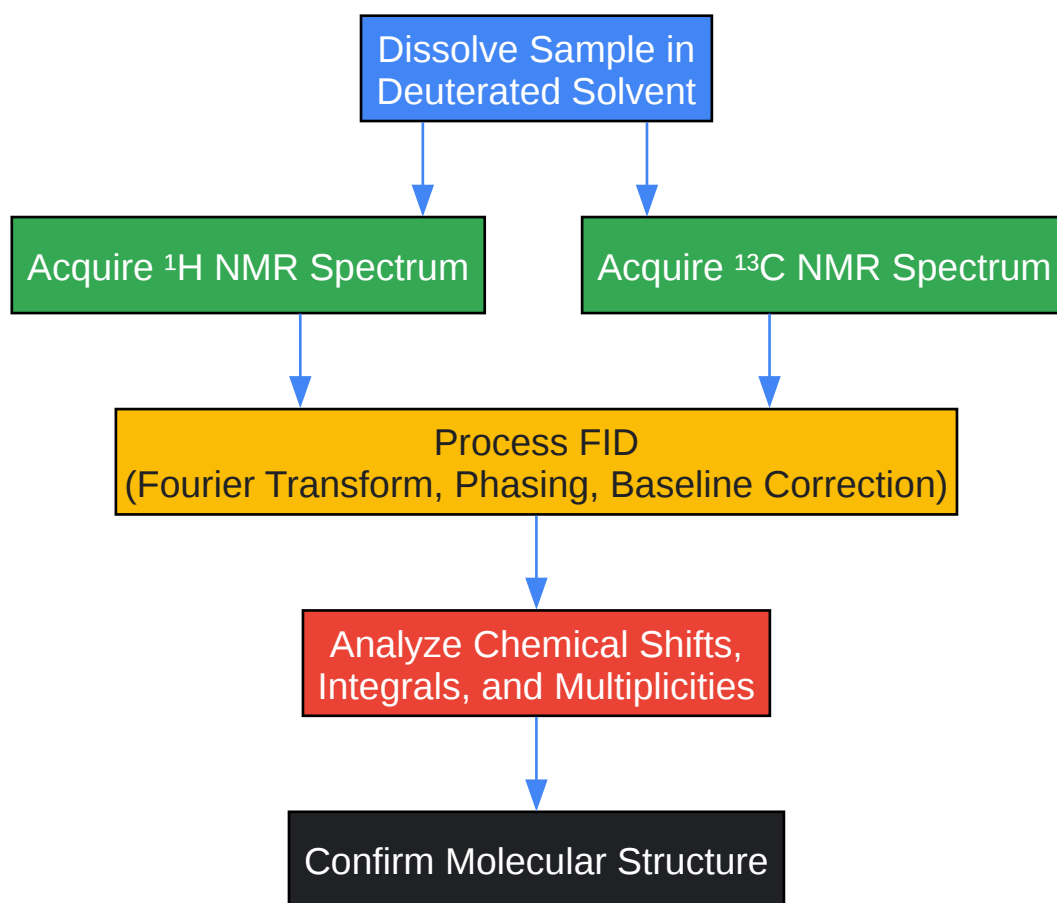 Dissolve Sample in
Deuterated Solvent
Acquire ¹H NMR Spectrum
Acquire ¹³C NMR Spectrum
Process FID
(Fourier Transform, Phasing, Baseline Correction)
Analyze Chemical Shifts,
Integrals, and Multiplicities
Confirm Molecular Structure